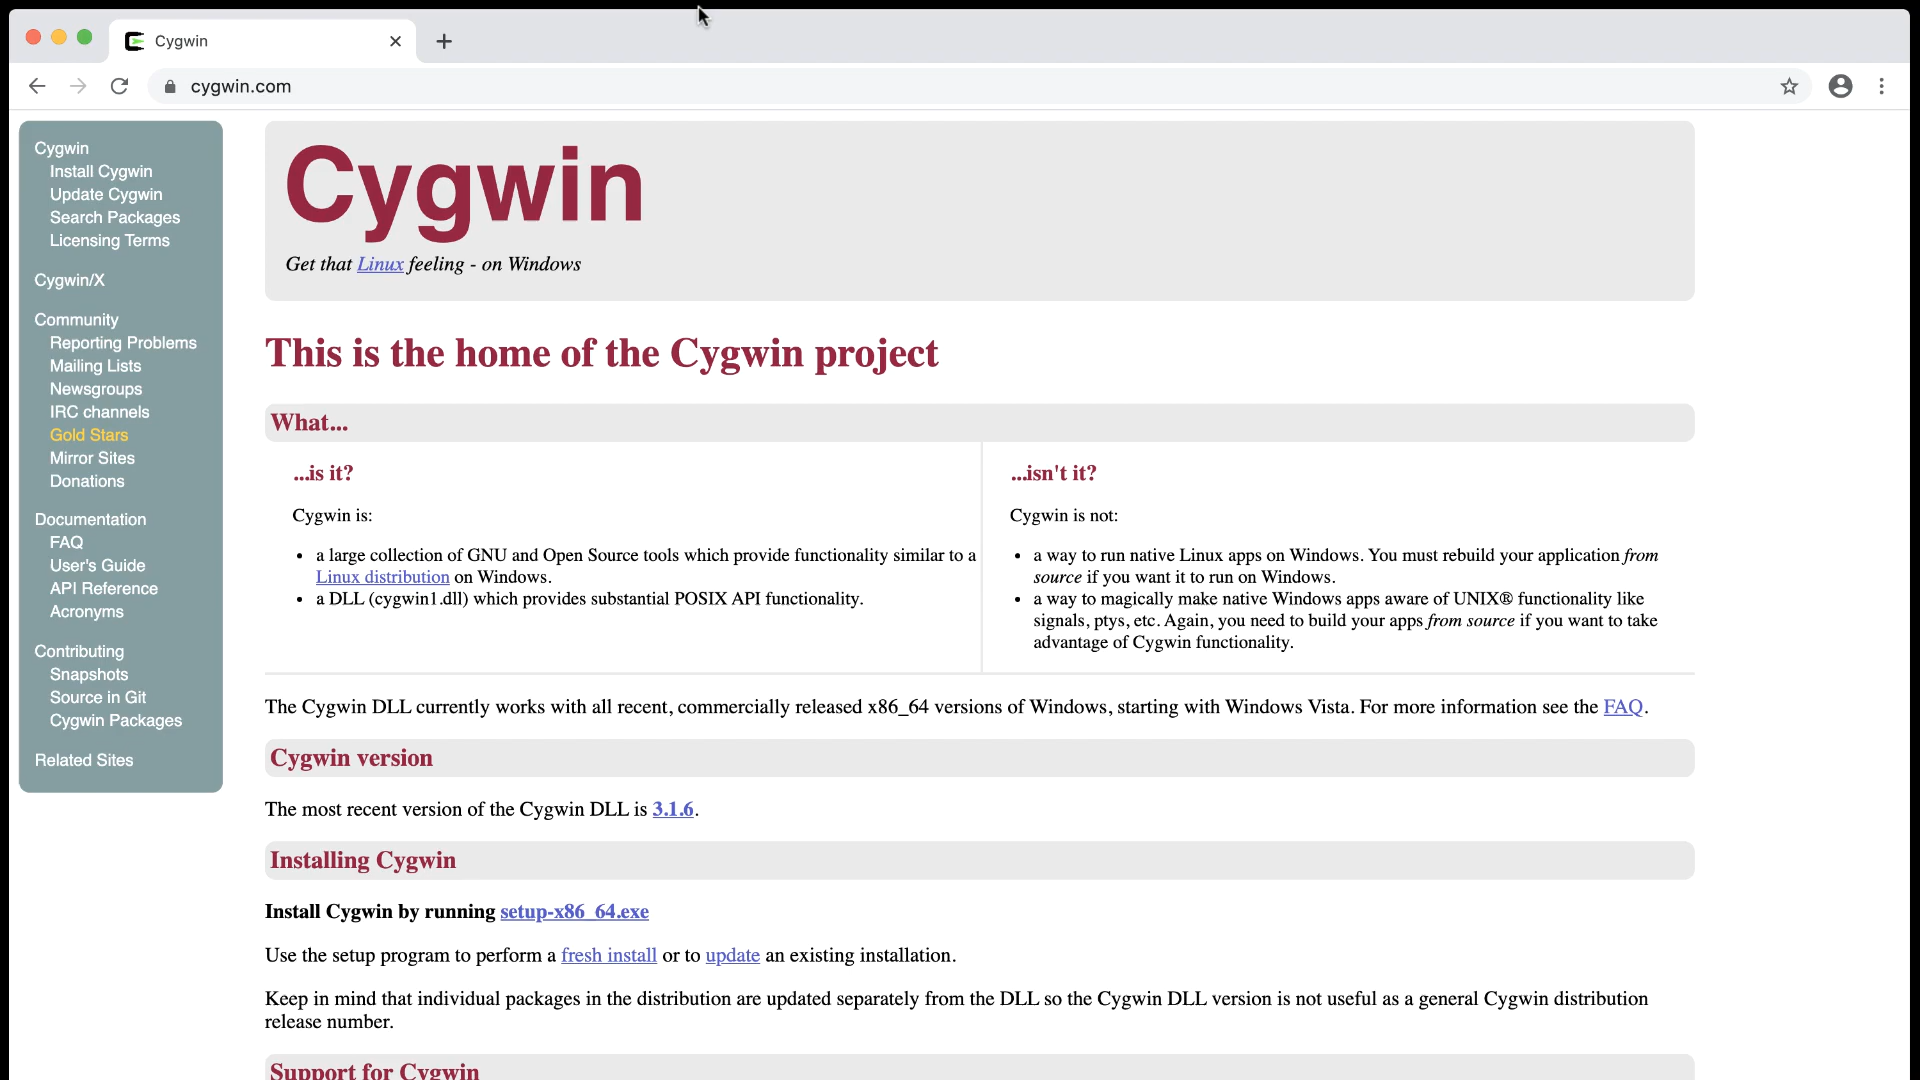 Cygwin
cygwin.com
Cygwin
Install Cygwin
Update Cygwin
Search Packages
Licensing Terms
Cygwin/X
Community
Reporting Problems
Mailing Lists
Newsgroups
IRC channels
Gold Stars
Mirror Sites
Donations
Documentation
FAQ
User's Guide
API Reference
Acronyms
Contributing
Snapshots
Source in Git
Cygwin Packages
Related Sites
Cygwin
Get that Linux feeling - on Windows
This is the home of the Cygwin project
What...
...is it?
Cygwin is:
• a large collection of GNU and Open Source tools which provide functionality similar to a
Linux distribution on Windows.
• a DLL (cygwin1.dll) which provides substantial POSIX API functionality.
...isn't it?
Cygwin is not:
• a way to run native Linux apps on Windows. You must rebuild your application from
source if you want it to run on Windows.
• a way to magically make native Windows apps aware of UNIX® functionality like
signals, ptys, etc. Again, you need to build your apps from source if you want to take
advantage of Cygwin functionality.
The Cygwin DLL currently works with all recent, commercially released x86_64 versions of Windows, starting with Windows Vista. For more information see the FAQ.
Cygwin version
The most recent version of the Cygwin DLL is 3.1.6.
Installing Cygwin
Install Cygwin by running setup-x86_64.exe
Use the setup program to perform a fresh install or to update an existing installation.
Keep in mind that individual packages in the distribution are updated separately from the DLL so the Cygwin DLL version is not useful as a general Cygwin distribution
release number.
Support for Cygwin